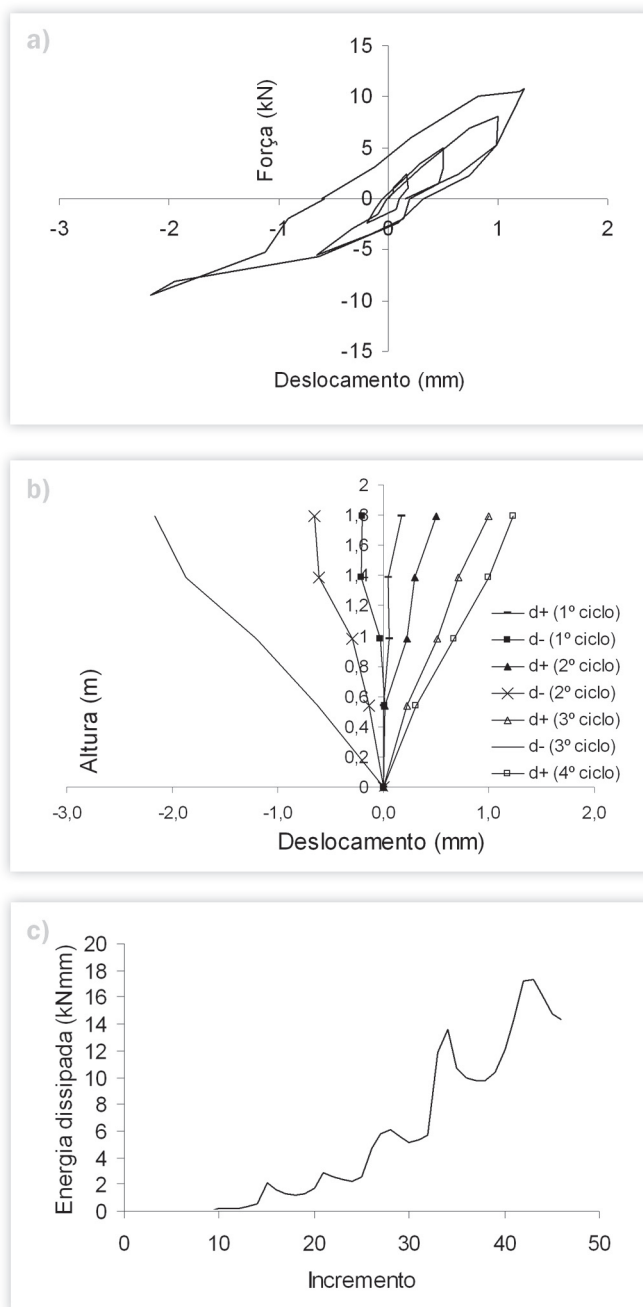 a)
Força (kN)
15
10
5
0
-5
-10
-15
-3
-2
-1
0
1
2
Deslocamento (mm)
b)
Altura (m)
2
1,8
1,6
1,4
1,2
1
0,8
0,6
0,4
0,2
0
-3,0
-2,0
-1,0
0,0
1,0
2,0
Deslocamento (mm)
d+ (1º ciclo)
d- (1º ciclo)
d+ (2º ciclo)
d- (2º ciclo)
d+ (3º ciclo)
d- (3º ciclo)
d+ (4º ciclo)
c)
Energia dissipada (kNmm)
20
18
16
14
12
10
8
6
4
2
0
0
10
20
30
40
50
Incremento